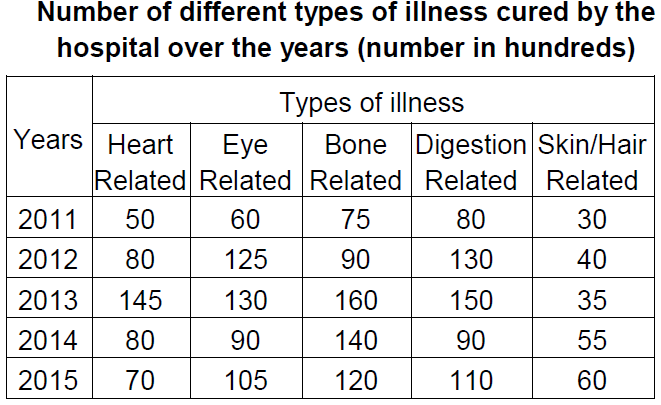 Number of different types of illness cured by the
hospital over the years (number in hundreds)
Years Types of illness
Heart Related Eye Related Bone Related Digestion Related Skin/Hair Related
2011 50 60 75 80 30
2012 80 125 90 130 40
2013 145 130 160 150 35
2014 80 90 140 90 55
2015 70 105 120 110 60